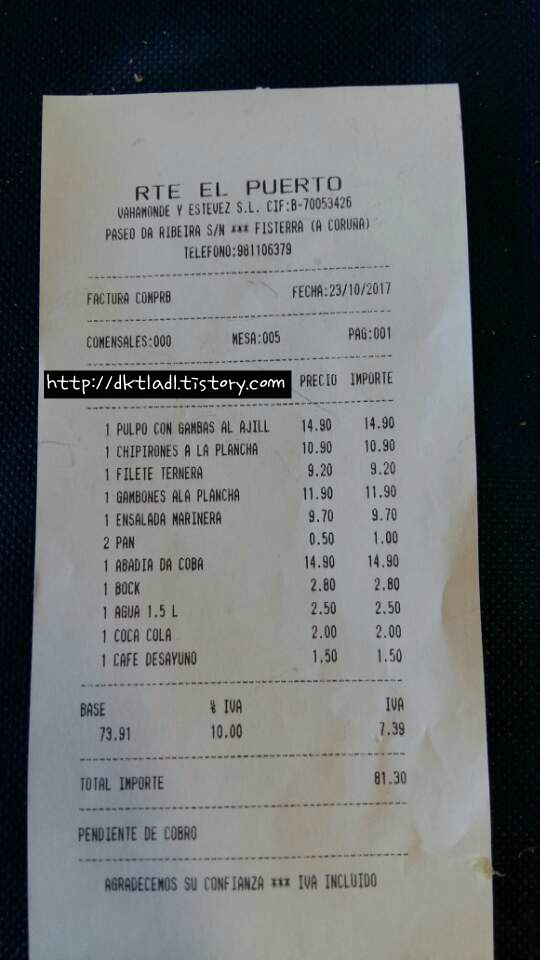 RTE EL PUERTO
VAHAMONDE Y ESTEVEZ S.L. CIF:B-70053426
PASEO DA RIBEIRA S/N *** FISTERRA (A CORUÑA)
TELEFONO:981106379
FACTURA COMPRB FECHA:23/10/2017
COMENSALES:000 MESA:005 PAG:001
http://dktladl.tistory.com PRECIO IMPORTE
1 PULPO CON GAMBAS AL AJILL 14.90 14.90
1 CHIPIRONES A LA PLANCHA 10.90 10.90
1 FILETE TERNERA 9.20 9.20
1 GAMBONES ALA PLANCHA 11.90 11.90
1 ENSALADA MARINERA 9.70 9.70
2 PAN 0.50 1.00
1 ABADIA DA COBA 14.90 14.90
1 BOCK 2.80 2.80
1 AGUA 1.5 L 2.50 2.50
1 COCA COLA 2.00 2.00
1 CAFE DESAYUNO 1.50 1.50
BASE % IVA IVA
73.91 10.00 7.39
TOTAL IMPORTE 81.30
PENDIENTE DE COBRO
AGRADECEMOS SU CONFIANZA *** IVA INCLUIDO